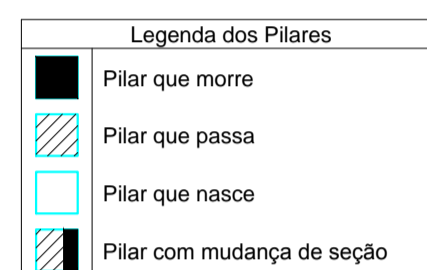 Legenda dos Pilares
Pilar que morre
Pilar que passa
Pilar que nasce
Pilar com mudança de seção